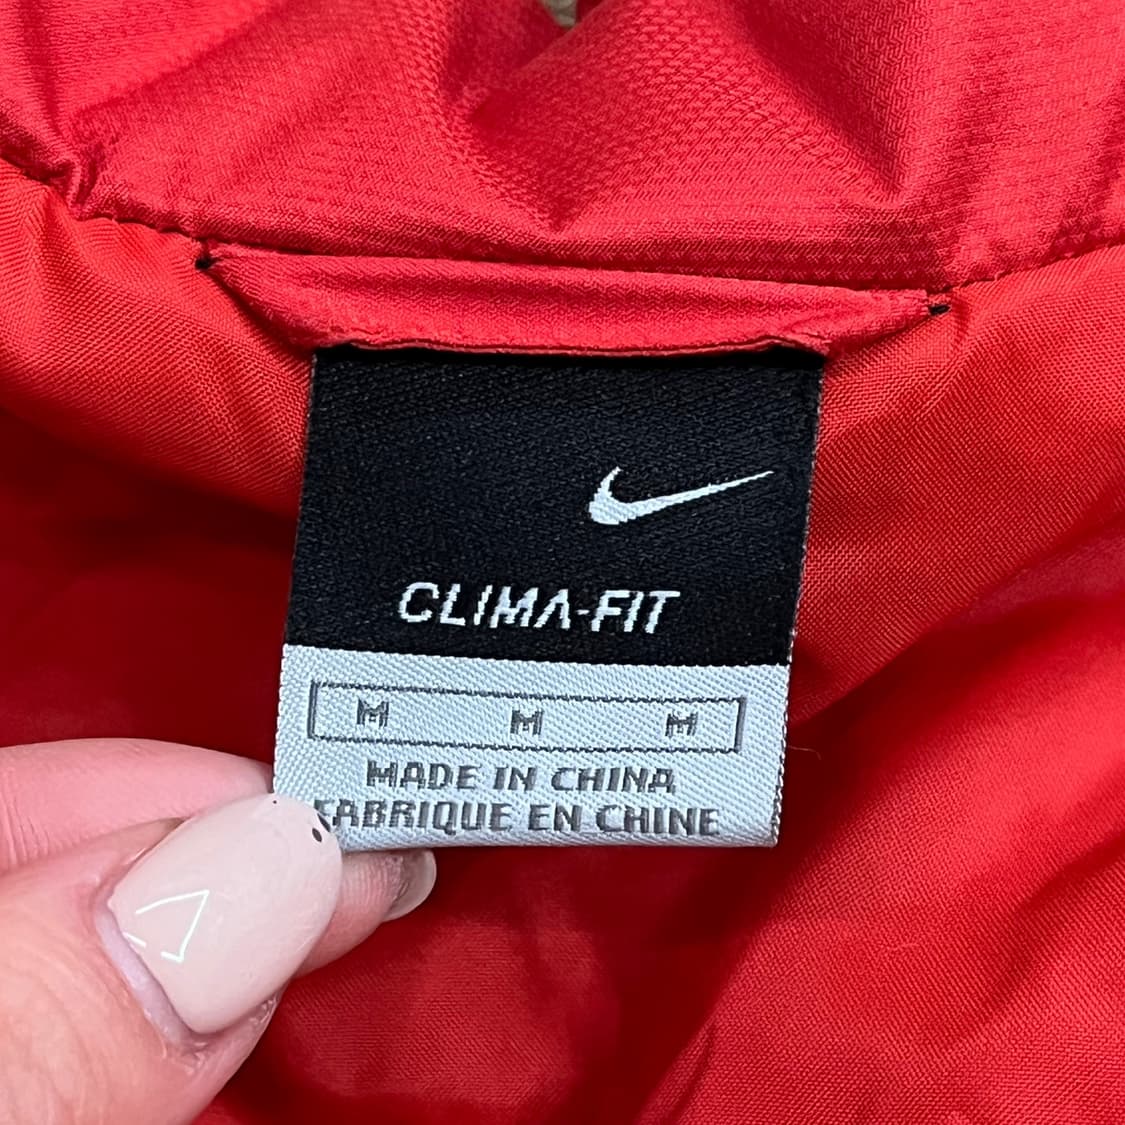 CLIMA-FIT
M M M
MADE IN CHINA
FABRIQUE EN CHINE